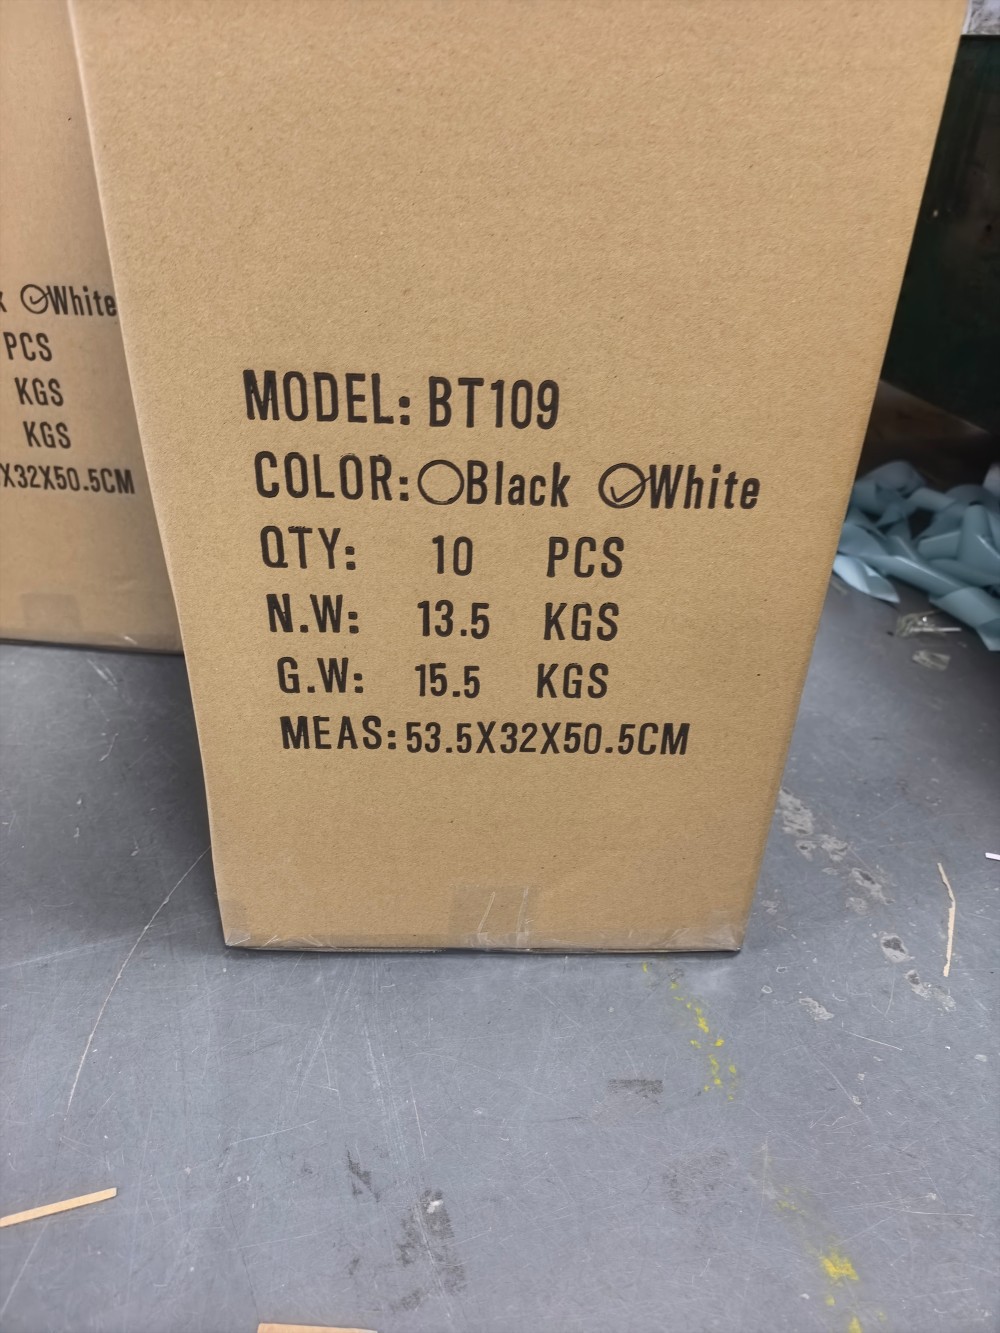 White
PCS
KGS
KGS
X32X50.5CM
MODEL: BT109
COLOR: Black White
QTY: 10 PCS
N.W: 13.5 KGS
G.W: 15.5 KGS
MEAS: 53.5X32X50.5CM